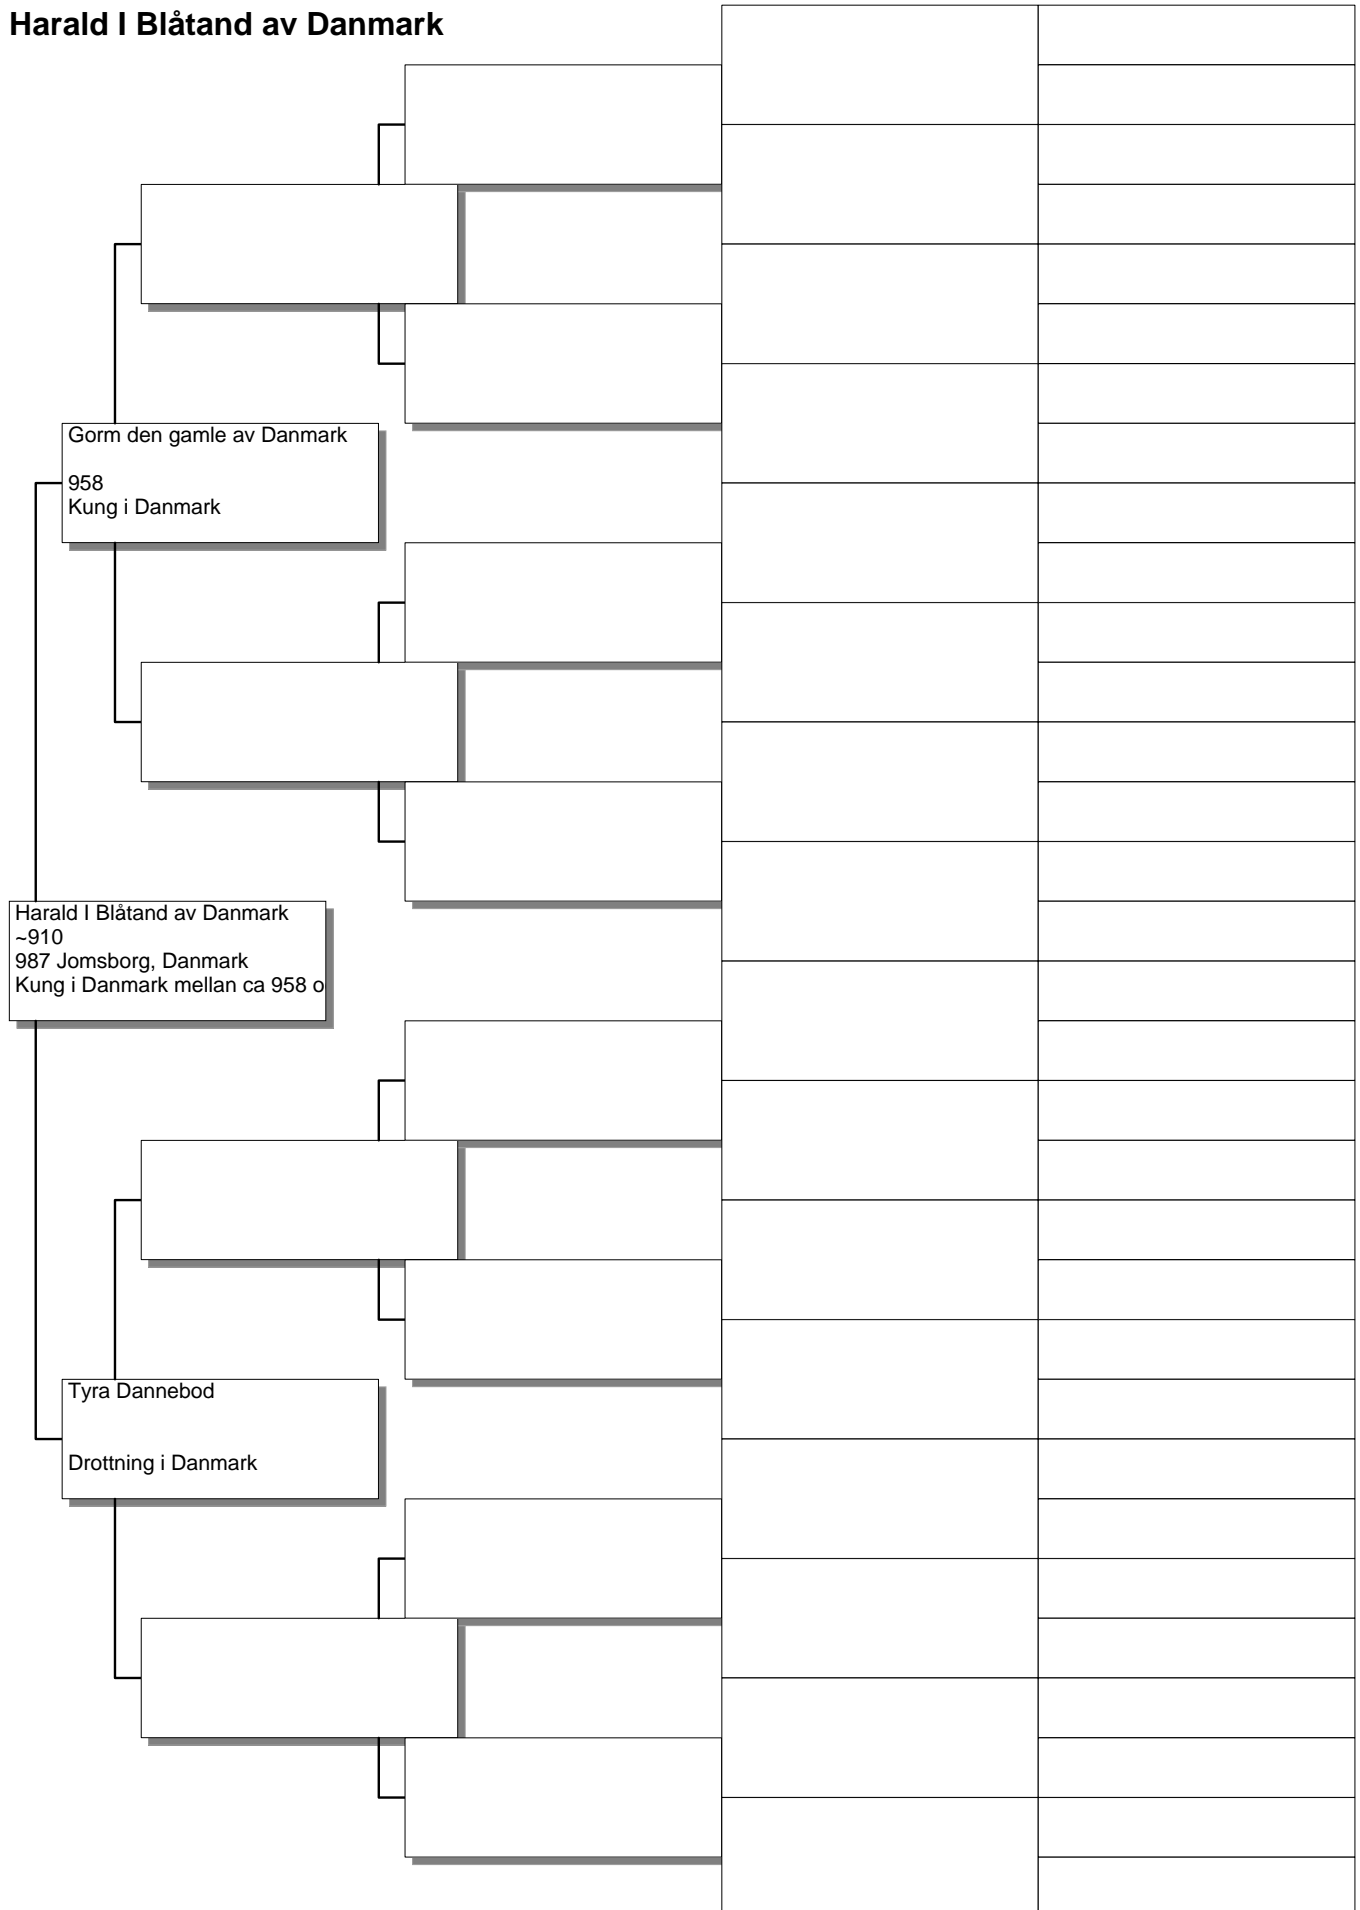 Harald I Blåtand av Danmark
Gorm den gamle av Danmark
958
Kung i Danmark
Harald I Blåtand av Danmark
~910
987 Jomsborg, Danmark
Kung i Danmark mellan ca 958 o
Tyra Dannebod
Drottning i Danmark